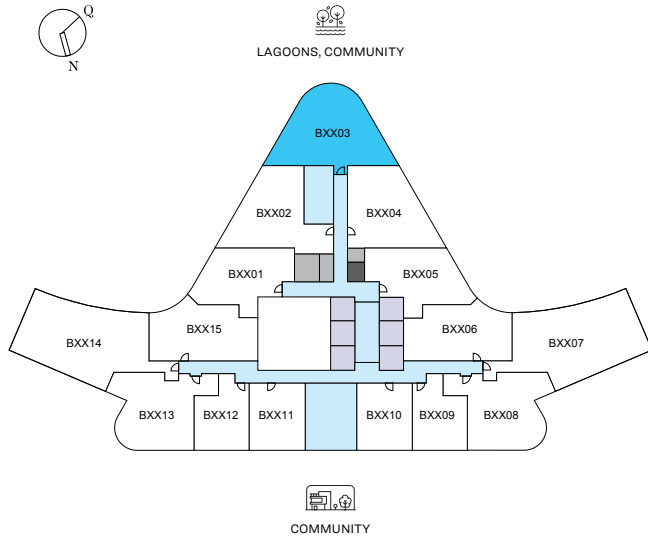 Q
N
LAGOONS, COMMUNITY
BXX03
BXX02
BXX04
BXX01
BXX05
BXX15
BXX06
BXX14
BXX07
BXX13
BXX12
BXX11
BXX10
BXX09
BXX08
COMMUNITY